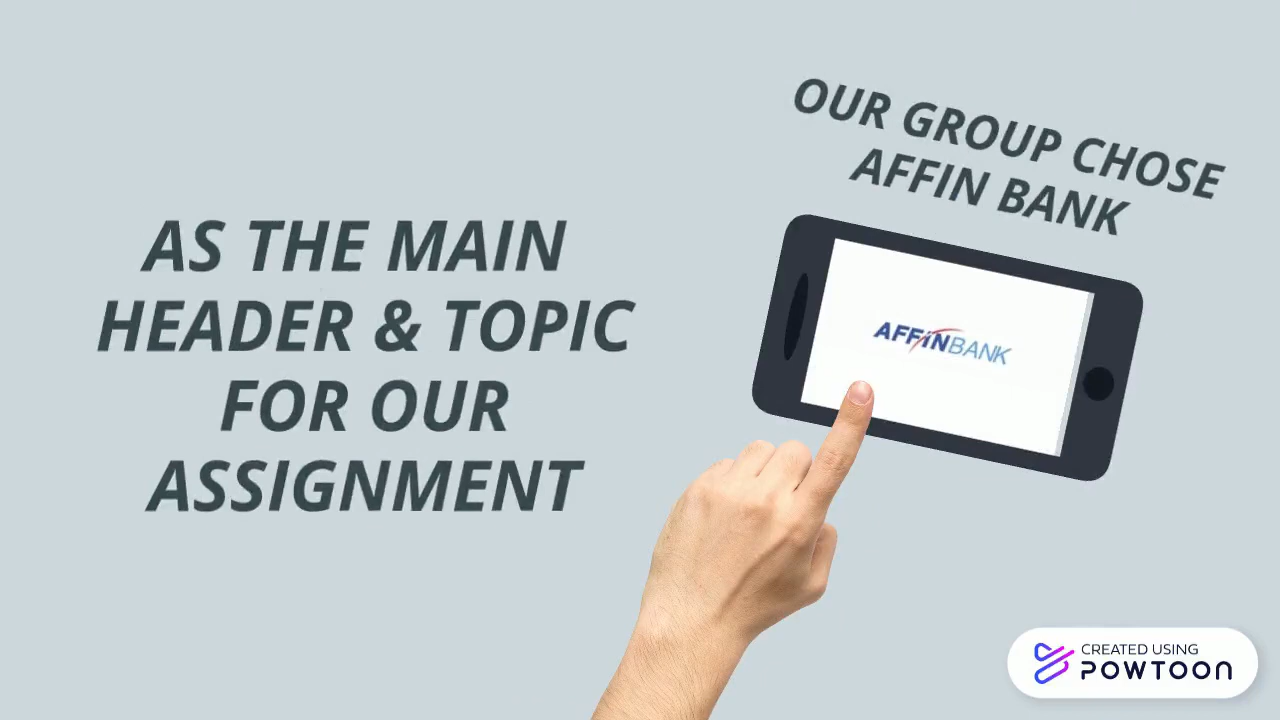 OUR GROUP CHOSE
AFFIN BANK
AFFINBANK
AS THE MAIN
HEADER & TOPIC
FOR OUR
ASSIGNMENT
CREATED USING
POWTOON